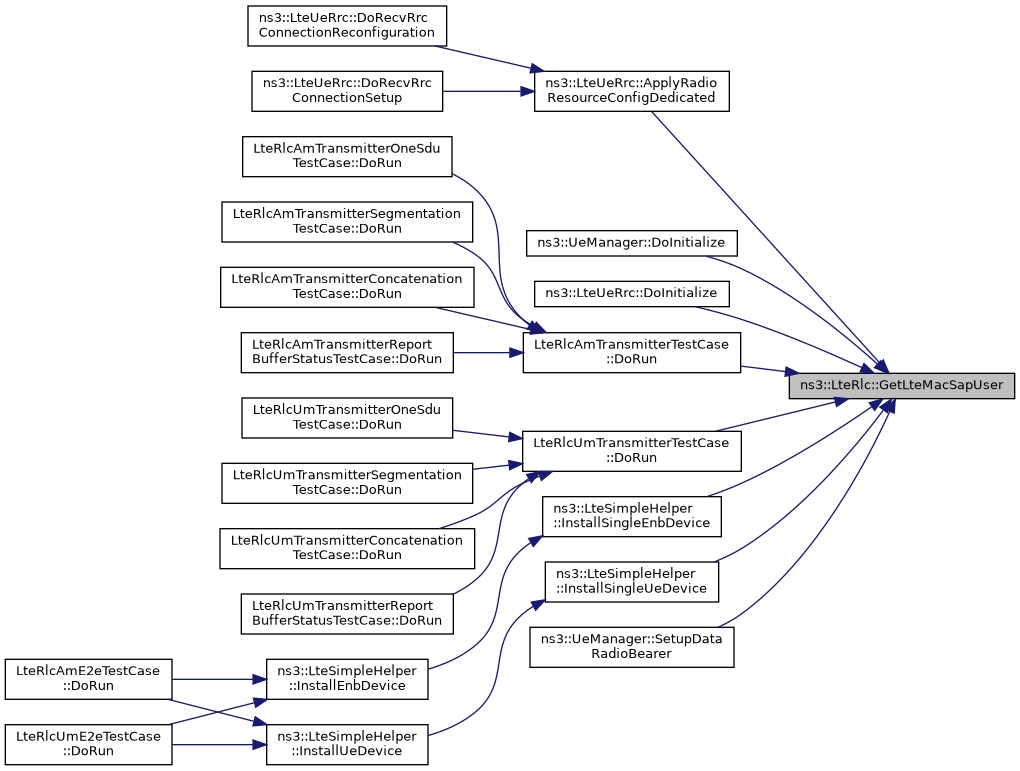 ns3::LteUeRrc::DoRecvRrc
ConnectionReconfiguration
ns3::LteUeRrc::DoRecvRrc
ConnectionSetup
ns3::LteUeRrc::ApplyRadio
ResourceConfigDedicated
LteRlcAmTransmitterOneSdu
TestCase::DoRun
LteRlcAmTransmitterSegmentation
TestCase::DoRun
ns3::UeManager::DoInitialize
LteRlcAmTransmitterConcatenation
TestCase::DoRun
ns3::LteUeRrc::DoInitialize
LteRlcAmTransmitterReport
BufferStatusTestCase::DoRun
LteRlcAmTransmitterTestCase
::DoRun
ns3::LteRlc::GetLteMacSapUser
LteRlcUmTransmitterOneSdu
TestCase::DoRun
LteRlcUmTransmitterTestCase
::DoRun
LteRlcUmTransmitterSegmentation
TestCase::DoRun
ns3::LteSimpleHelper
::InstallSingleEnbDevice
LteRlcUmTransmitterConcatenation
TestCase::DoRun
ns3::LteSimpleHelper
::InstallSingleUeDevice
LteRlcUmTransmitterReport
BufferStatusTestCase::DoRun
ns3::UeManager::SetupData
RadioBearer
LteRlcAmE2eTestCase
::DoRun
ns3::LteSimpleHelper
::InstallEnbDevice
LteRlcUmE2eTestCase
::DoRun
ns3::LteSimpleHelper
::InstallUeDevice